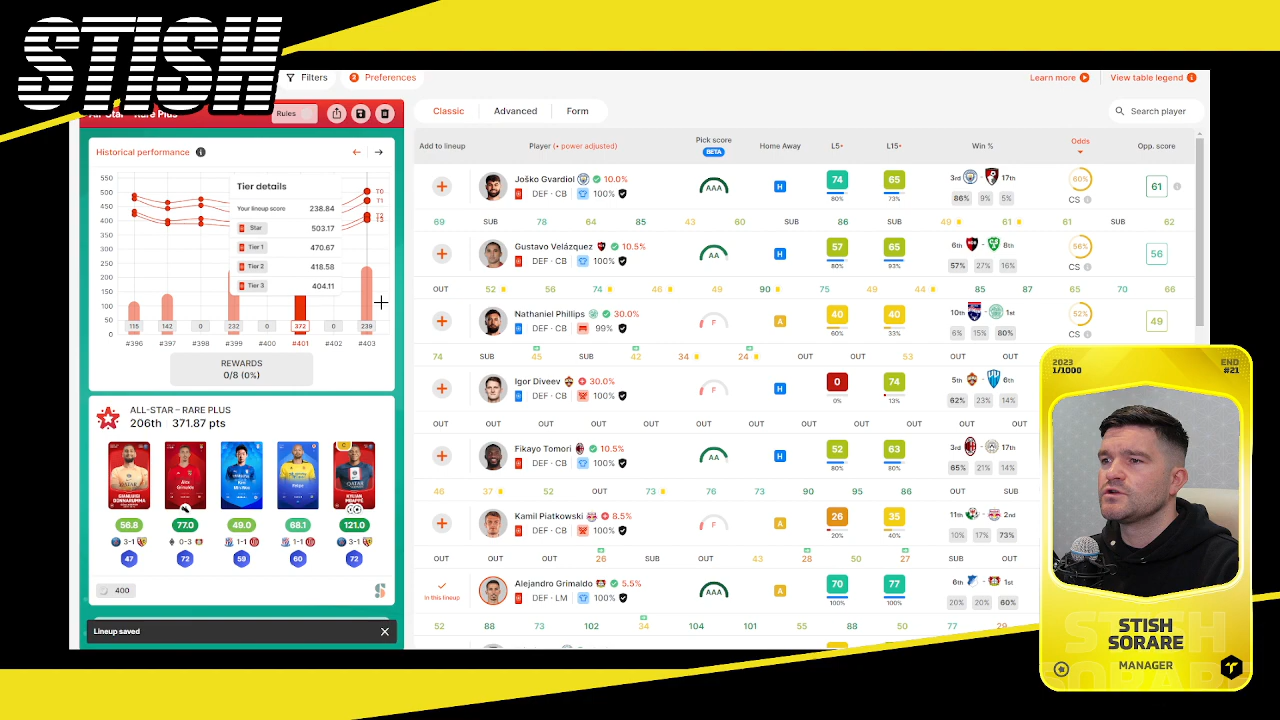 STISH
Filters
Preferences
Learn more
View table legend
All-Star - Rare Plus
Rules
Classic
Advanced
Form
Search player
Historical performance
550
500
450
400
350
300
250
200
150
100
50
0
T0
T1
Tier details
Your lineup score 238.84
Star 503.17
Tier 1 470.67
Tier 2 418.58
Tier 3 404.11
115 142 0 232 0 372 0 239
#396 #397 #398 #399 #400 #401 #402 #403
REWARDS
0/8 (0%)
ALL-STAR – RARE PLUS
206th 371.87 pts
56.8 77.0 49.0 68.1 121.0
3-1 0-3 1-1 1-1 3-1
47 72 59 60 72
400
Lineup saved
Add to lineup Player (• power adjusted) Pick score BETA Home Away L5• L15• Win % Odds Opp. score
Joško Gvardiol 10.0% AAA H 74 65 3rd - 17th 60% 61
DEF · CB 100% 80% 73% 86% 9% 5% CS
69 SUB 78 64 85 43 60 SUB 86 SUB 49 61 61 SUB 62
Gustavo Velázquez 10.5% AA H 57 65 6th - 8th 56% 56
DEF · CB 100% 80% 93% 57% 27% 16% CS
OUT 52 56 74 46 49 90 75 49 44 85 87 65 70 66
Nathaniel Phillips 30.0% F A 40 40 10th - 1st 52% 49
DEF · CB 99% 60% 33% 6% 15% 80% CS
74 SUB 45 SUB 42 34 24 OUT OUT OUT 53 OUT OUT
Igor Diveev 30.0% F H 0 74 5th - 6th
DEF · CB 100% 0% 13% 62% 23% 14%
OUT OUT OUT OUT OUT OUT OUT OUT OUT OUT OUT OUT OUT
Fikayo Tomori 10.5% AA H 52 63 3rd - 17th
DEF · CB 100% 80% 80% 65% 21% 14%
46 37 52 OUT 73 76 73 90 95 86 OUT OUT SUB
Kamil Piatkowski 8.5% F A 26 35 11th - 2nd
DEF · CB 100% 20% 40% 10% 17% 73%
OUT OUT OUT 26 SUB OUT 43 28 50 27 SUB OUT
In this lineup
Alejandro Grimaldo 5.5% AAA A 70 77 6th - 1st
DEF · LM 100% 100% 100% 20% 20% 60%
52 88 73 102 34 104 101 55 88 50 77 29
2023
1/1000
END
#21
STISH
SORARE
MANAGER